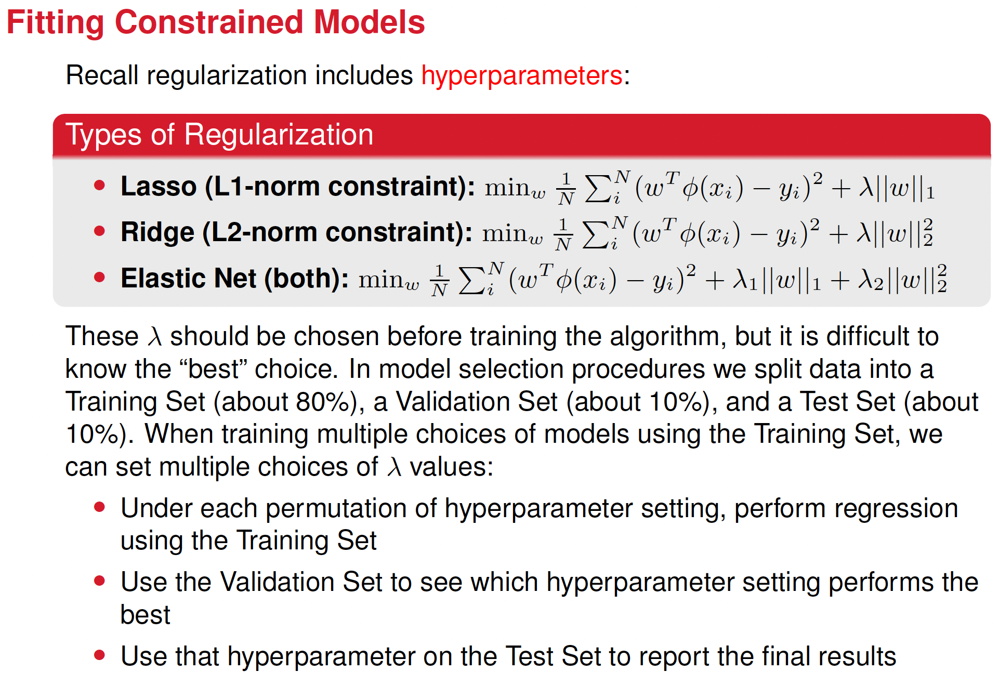 Fitting Constrained Models
Recall regularization includes hyperparameters:
Types of Regularization
• Lasso (L1-norm constraint): $\min_w \frac{1}{N} \sum_i^N (w^T \phi(x_i) - y_i)^2 + \lambda||w||_1$
• Ridge (L2-norm constraint): $\min_w \frac{1}{N} \sum_i^N (w^T \phi(x_i) - y_i)^2 + \lambda||w||_2^2$
• Elastic Net (both): $\min_w \frac{1}{N} \sum_i^N (w^T \phi(x_i) - y_i)^2 + \lambda_1||w||_1 + \lambda_2||w||_2^2$
These λ should be chosen before training the algorithm, but it is difficult to
know the “best” choice. In model selection procedures we split data into a
Training Set (about 80%), a Validation Set (about 10%), and a Test Set (about
10%). When training multiple choices of models using the Training Set, we
can set multiple choices of λ values:
• Under each permutation of hyperparameter setting, perform regression
using the Training Set
• Use the Validation Set to see which hyperparameter setting performs the
best
• Use that hyperparameter on the Test Set to report the final results